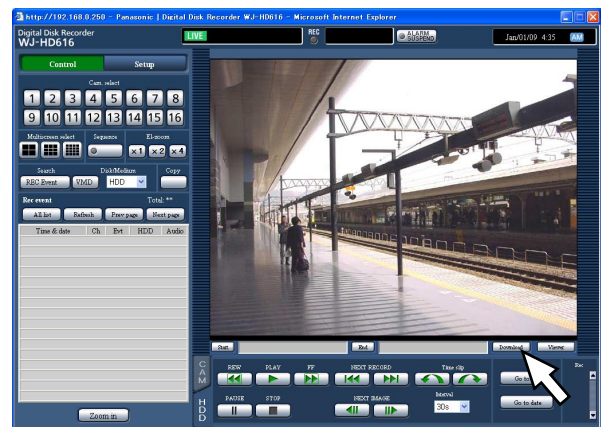 http://192.168.0.250 - Panasonic | Digital Disk Recorder WJ-HD616 - Microsoft Internet Explorer
Digital Disk Recorder
WJ-HD616
LIVE
REC
ALARM
SUSPEND
Jan/01/09 4:35 AM
Control Setup
Cam. select
1 2 3 4 5 6 7 8
9 10 11 12 13 14 15 16
Multiscreen select Sequence El-zoom
x1 x2 x4
Search Disk/Medium Copy
REC Event VMD HDD
Rec event Total: **
All list Refresh Prev page Next page
Time & date Ch Evt HDD Audio
Zoom in
Start End Download Viewer
CAM
HDD
REW PLAY FF NEXT RECORD Time slip
PAUSE STOP NEXT IMAGE Interval
30s
Go to
Go to date
Rec